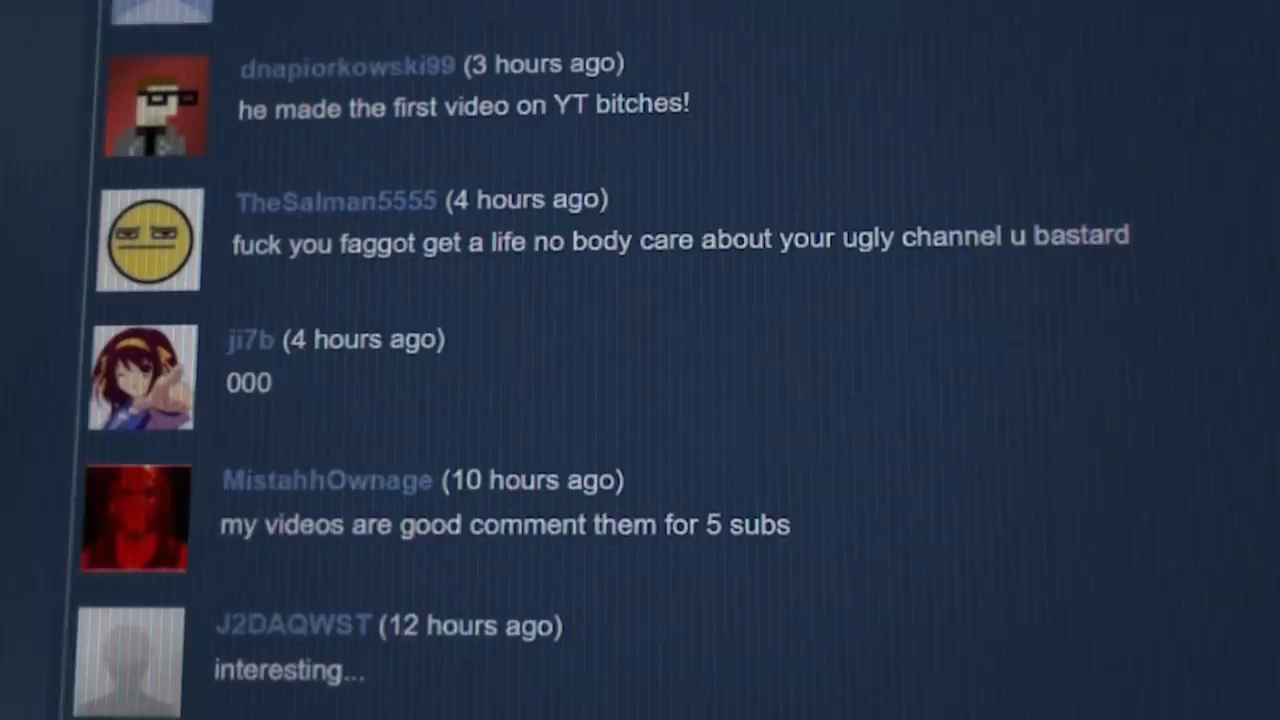 dnapiorkowski99 (3 hours ago)
he made the first video on YT bitches!
TheSalman5555 (4 hours ago)
fuck you faggot get a life no body care about your ugly channel u bastard
ji7b (4 hours ago)
000
MistahhOwnage (10 hours ago)
my videos are good comment them for 5 subs
J2DAQWST (12 hours ago)
interesting...